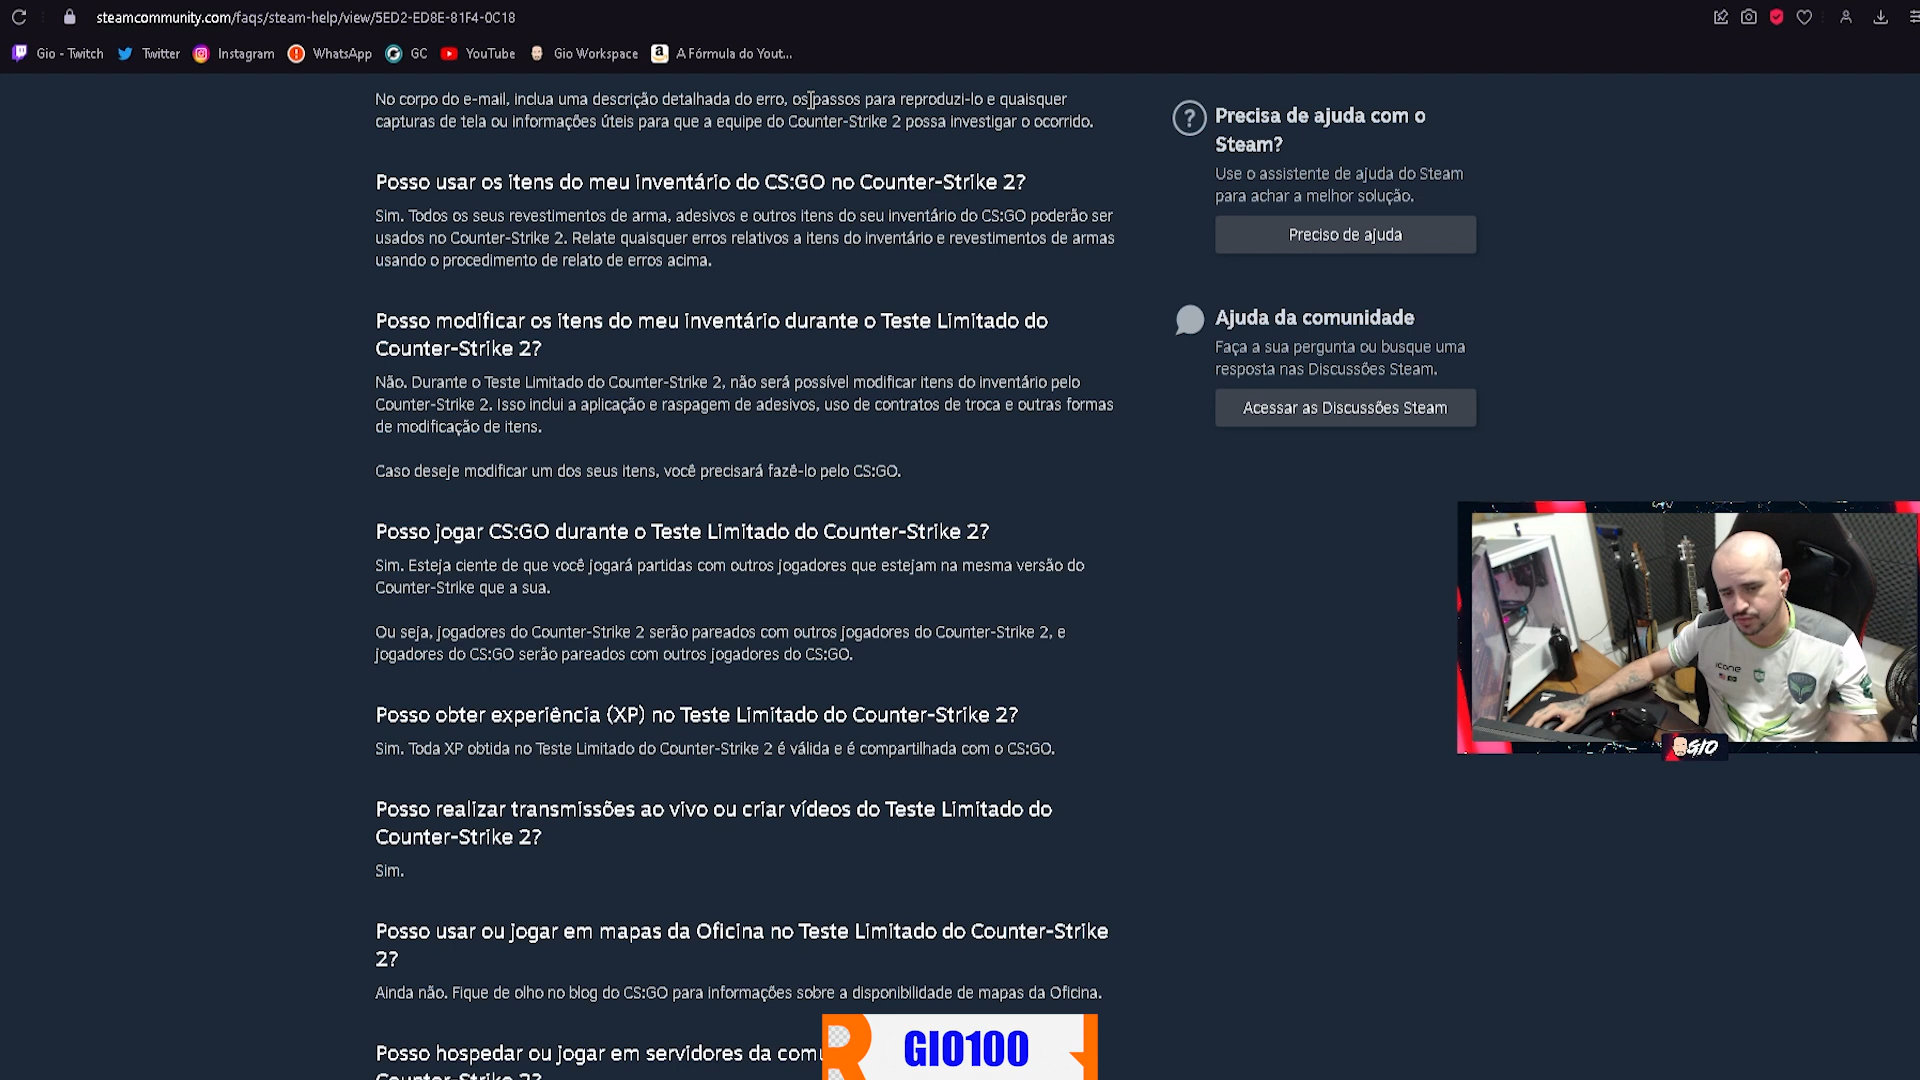 steamcommunity.com/faqs/steam-help/view/5ED2-ED8E-81F4-0C18
Gio - Twitch Twitter Instagram WhatsApp GC YouTube Gio Workspace A Fórmula do Yout...
No corpo do e-mail, inclua uma descrição detalhada do erro, os passos para reproduzi-lo e quaisquer
capturas de tela ou informações úteis para que a equipe do Counter-Strike 2 possa investigar o ocorrido.
Posso usar os itens do meu inventário do CS:GO no Counter-Strike 2?
Sim. Todos os seus revestimentos de arma, adesivos e outros itens do seu inventário do CS:GO poderão ser
usados no Counter-Strike 2. Relate quaisquer erros relativos a itens do inventário e revestimentos de armas
usando o procedimento de relato de erros acima.
Posso modificar os itens do meu inventário durante o Teste Limitado do
Counter-Strike 2?
Não. Durante o Teste Limitado do Counter-Strike 2, não será possível modificar itens do inventário pelo
Counter-Strike 2. Isso inclui a aplicação e raspagem de adesivos, uso de contratos de troca e outras formas
de modificação de itens.
Caso deseje modificar um dos seus itens, você precisará fazê-lo pelo CS:GO.
Posso jogar CS:GO durante o Teste Limitado do Counter-Strike 2?
Sim. Esteja ciente de que você jogará partidas com outros jogadores que estejam na mesma versão do
Counter-Strike que a sua.
Ou seja, jogadores do Counter-Strike 2 serão pareados com outros jogadores do Counter-Strike 2, e
jogadores do CS:GO serão pareados com outros jogadores do CS:GO.
Posso obter experiência (XP) no Teste Limitado do Counter-Strike 2?
Sim. Toda XP obtida no Teste Limitado do Counter-Strike 2 é válida e é compartilhada com o CS:GO.
Posso realizar transmissões ao vivo ou criar vídeos do Teste Limitado do
Counter-Strike 2?
Sim.
Posso usar ou jogar em mapas da Oficina no Teste Limitado do Counter-Strike
2?
Ainda não. Fique de olho no blog do CS:GO para informações sobre a disponibilidade de mapas da Oficina.
Posso hospedar ou jogar em servidores da comu
Counter-Strike 2?
Precisa de ajuda com o
Steam?
Use o assistente de ajuda do Steam
para achar a melhor solução.
Preciso de ajuda
Ajuda da comunidade
Faça a sua pergunta ou busque uma
resposta nas Discussões Steam.
Acessar as Discussões Steam
icone
GIO
R GIO100